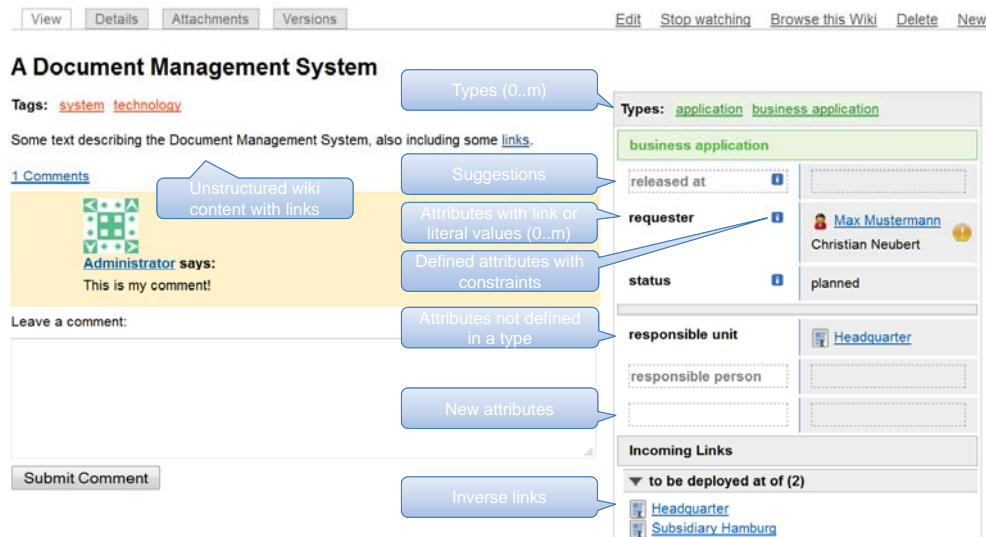 View Details Attachments Versions Edit Stop watching Browse this Wiki Delete New
A Document Management System
Tags: system technology
Some text describing the Document Management System, also including some links.
1 Comments
Unstructured wiki
content with links
Administrator says:
This is my comment!
Leave a comment:
Submit Comment
Types (0..m)
Types: application business application
business application
Suggestions
released at
Attributes with link or
literal values (0..m)
requester
Max Mustermann
Christian Neubert
Defined attributes with
constraints
status
planned
Attributes not defined
in a type
responsible unit
Headquarter
responsible person
New attributes
Incoming Links
to be deployed at of (2)
Inverse links
Headquarter
Subsidiary Hamburg